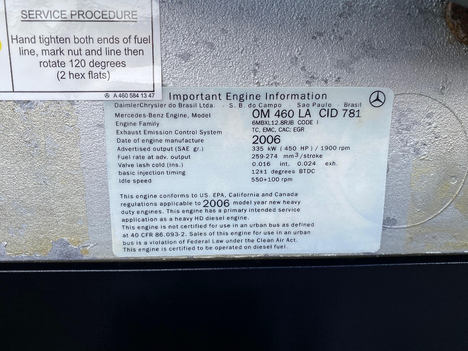 SERVICE PROCEDURE
Hand tighten both ends of fuel
line, mark nut and line then
rotate 120 degrees
(2 hex flats)
A 460 584 13 47
Important Engine Information
DaimlerChrysler do Brasil Ltda. S. B. do Campo São Paulo Brasil
Mercedes-Benz Engine, Model OM 460 LA CID 781
Engine Family 6MBXL12.8RJB CODE
Exhaust Emission Control System TC, EMC, CAC, EGR
Date of manufacture 2006
Advertised output (SAE gr.) 335 kW (450 HP) / 1900 rpm
Fuel rate at adv. output 259-274 mm³/stroke
Valve lash cold (ins.) 0.016 int. 0.024 exh.
basic injection timing 12±1 degrees BTDC
Idle speed 550+100 rpm
This engine conforms to US. EPA, California and Canada
regulations applicable to 2006 model year new heavy
duty engines. This engine has a primary intended service
application as a heavy HD diesel engine.
This engine is not certified for use in an urban bus as defined
at 40 CFR 86.093-2. Sales of this engine for use in an urban
bus is a violation of Federal Law under the Clean Air Act.
This engine is certified to be operated on diesel fuel.